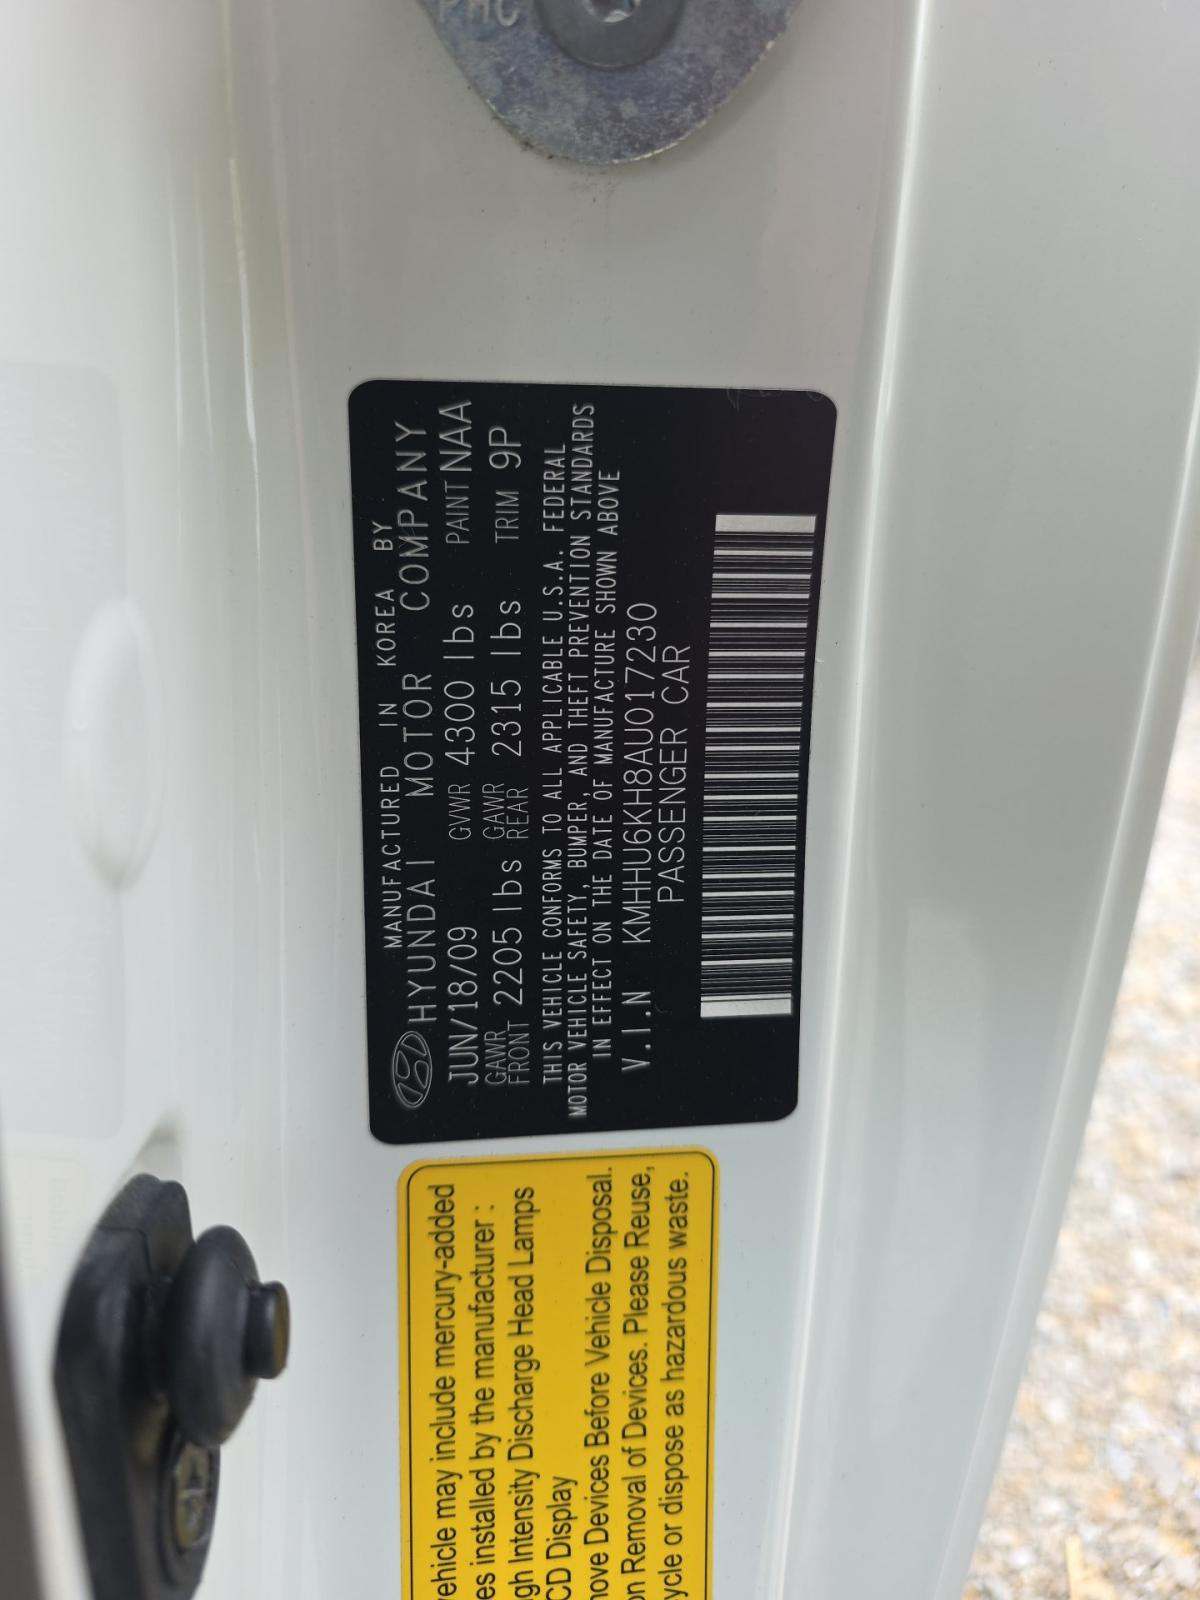 PMC
MANUFACTURED IN KOREA BY
HYUNDAI MOTOR COMPANY
JUN/18/09 GVWR 4300 lbs PAINT NAA
GAWR FRONT 2205 lbs GAWR REAR 2315 lbs TRIM 9P
THIS VEHICLE CONFORMS TO ALL APPLICABLE U.S.A. FEDERAL
MOTOR VEHICLE SAFETY, BUMPER, AND THEFT PREVENTION STANDARDS
IN EFFECT ON THE DATE OF MANUFACTURE SHOWN ABOVE
V.I.N KMHHU6KH8AU017230
PASSENGER CAR
ehicle may include mercury-added
es installed by the manufacturer :
gh Intensity Discharge Head Lamps
CD Display
move Devices Before Vehicle Disposal.
on Removal of Devices. Please Reuse,
ycle or dispose as hazardous waste.